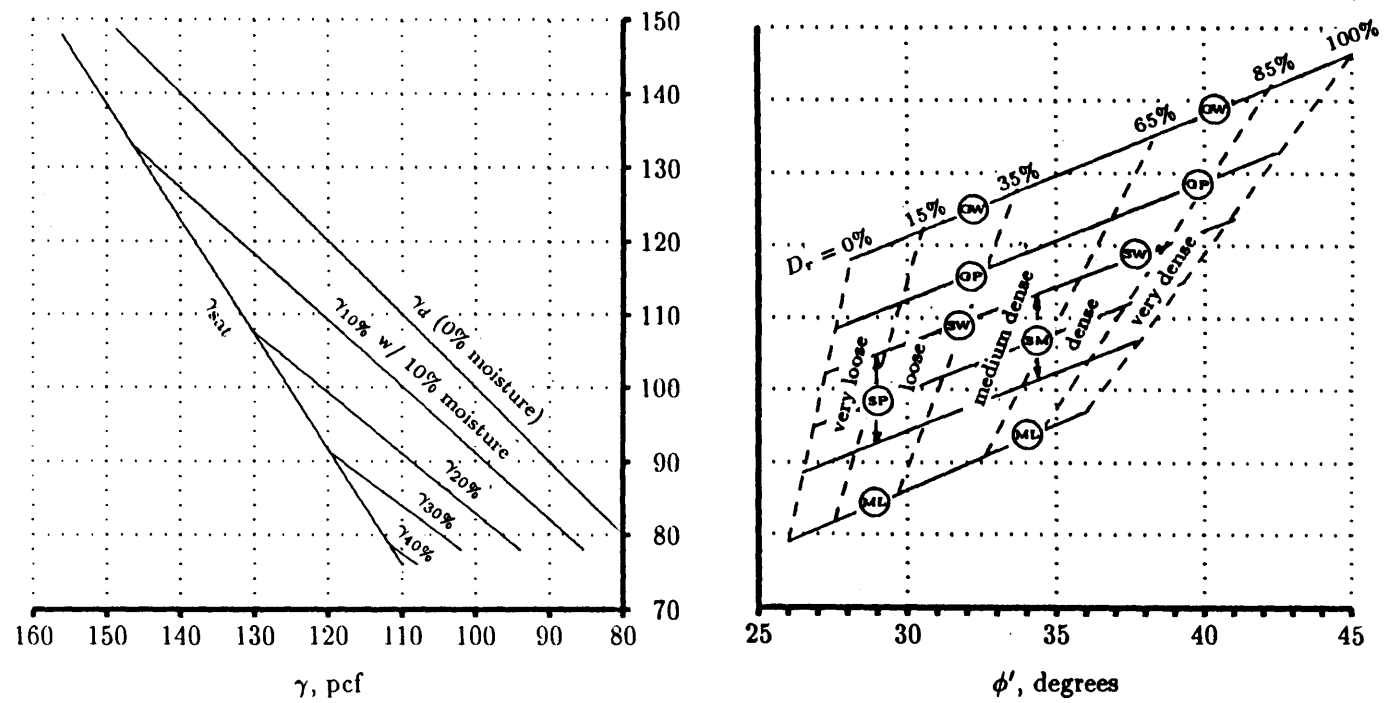 150
140
130
120
110
100
90
80
70
160 150 140 130 120 110 100 90 80
γ, pcf
γsat
γd (0% moisture)
γ10% w/ 10% moisture
γ20%
γ30%
γ40%
Dr = 0%
15%
35%
65%
85%
100%
GW
GW
GP
GP
SW
SW
SM
SP
ML
ML
very loose
loose
medium dense
dense
very dense
25 30 35 40 45
ϕ′, degrees